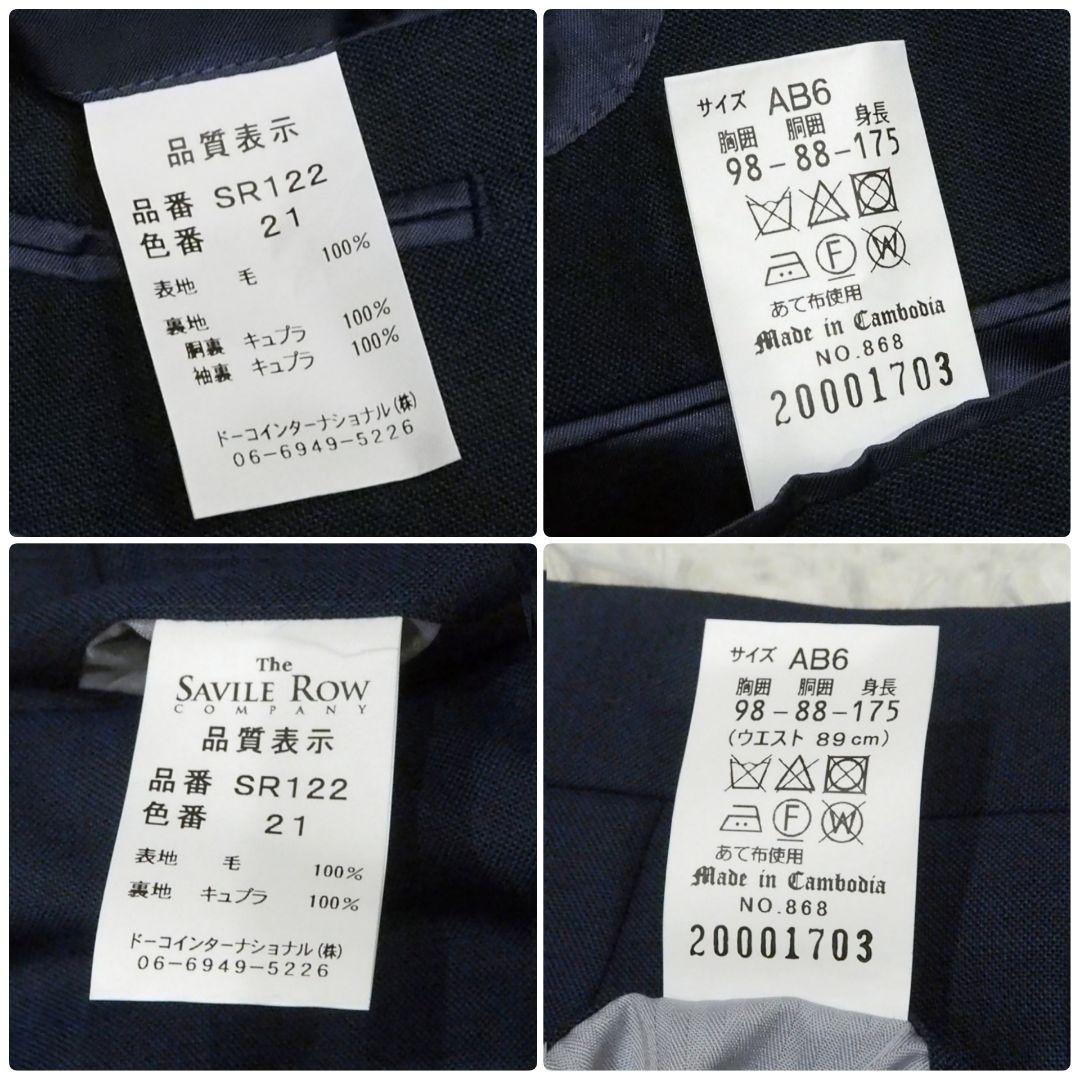 品質表示
品番 SR122
色番 21
表地 毛 100%
裏地
胴裏 キュプラ 100%
袖裏 キュプラ 100%
ドーコインターナショナル(株)
06-6949-5226
サイズ AB6
胸囲 胴囲 身長
98-88-175
F W
あて布使用
Made in Cambodia
NO.868
20001703
The
SAVILE ROW
COMPANY
品質表示
品番 SR122
色番 21
表地 毛 100%
裏地 キュプラ 100%
ドーコインターナショナル(株)
06-6949-5226
サイズ AB6
胸囲 胴囲 身長
98-88-175
(ウエスト 89cm)
F W
あて布使用
Made in Cambodia
NO.868
20001703